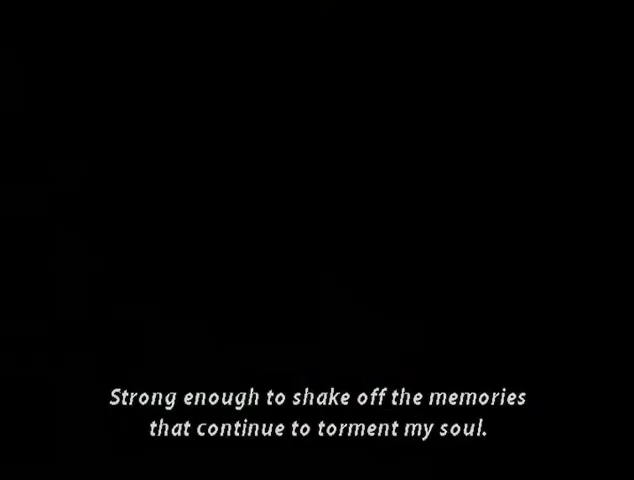 Strong enough to shake off the memories
that continue to torment my soul.